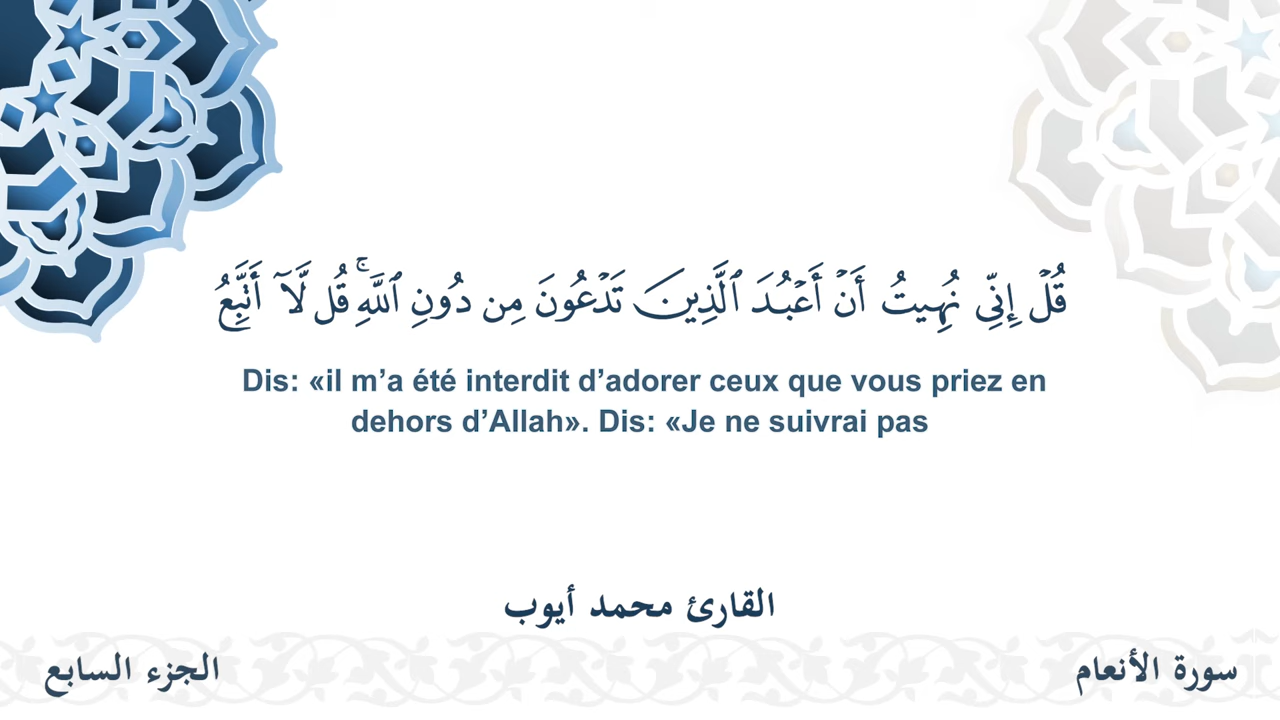 قُلْ إِنِّي نُهِيتُ أَنْ أَعْبُدَ ٱلَّذِينَ تَدْعُونَ مِن دُونِ ٱللَّهِ ۚ قُل لَّآ أَتَّبِعُ
Dis: «il m’a été interdit d’adorer ceux que vous priez en
dehors d’Allah». Dis: «Je ne suivrai pas
القارئ محمد أيوب
سورة الأنعام
الجزء السابع